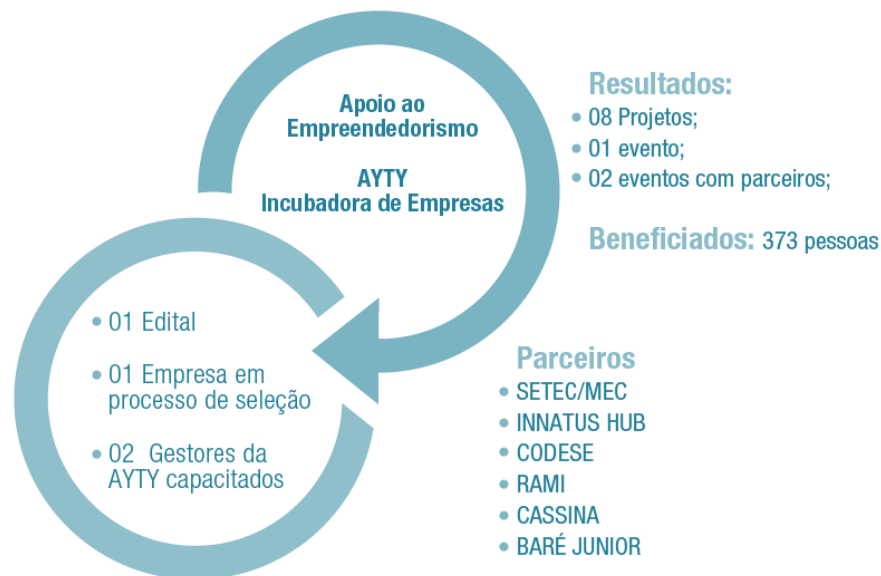 Apoio ao
Empreendedorismo
AYTY
Incubadora de Empresas
Resultados:
• 08 Projetos;
• 01 evento;
• 02 eventos com parceiros;
Beneficiados: 373 pessoas
• 01 Edital
• 01 Empresa em
processo de seleção
• 02 Gestores da
AYTY capacitados
Parceiros
• SETEC/MEC
• INNATUS HUB
• CODESE
• RAMI
• CASSINA
• BARÉ JUNIOR